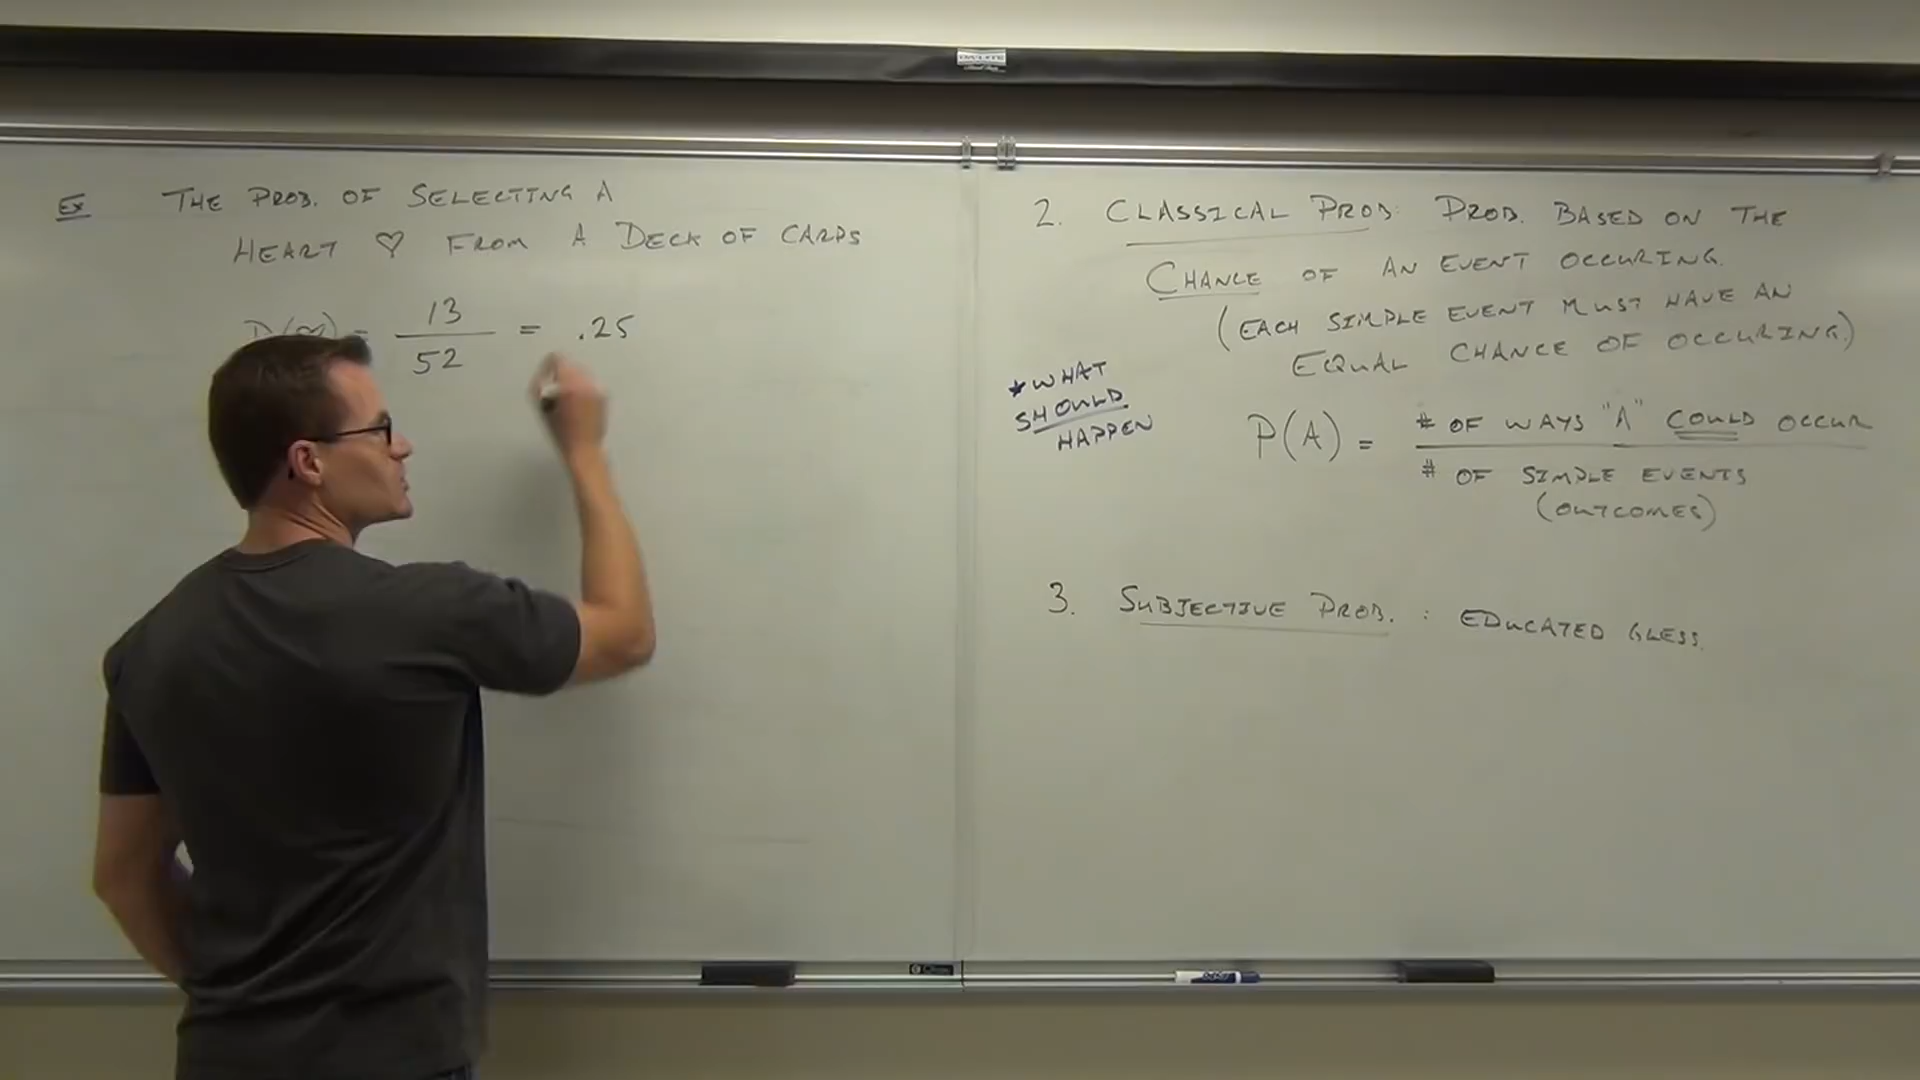 Ex THE PROB. OF SELECTING A
HEART ♡ FROM A DECK OF CARDS
P(♡) = 13/52 = .25
2. CLASSICAL PROB: PROB. BASED ON THE
CHANCE OF AN EVENT OCCURING.
(EACH SIMPLE EVENT MUST HAVE AN
EQUAL CHANCE OF OCCURING.)
*WHAT
SHOULD
HAPPEN
P(A) = # OF WAYS "A" COULD OCCUR
# OF SIMPLE EVENTS
(OUTCOMES)
3. SUBJECTIVE PROB. : EDUCATED GUESS.
EXPO